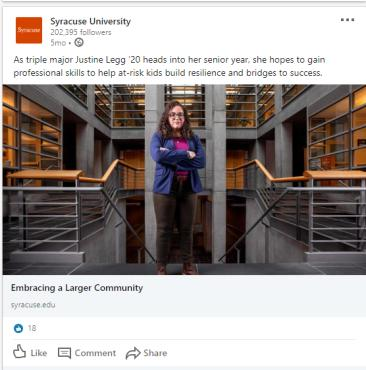 Syracuse
Syracuse University
202,395 followers
5mo •
As triple major Justine Legg '20 heads into her senior year, she hopes to gain
professional skills to help at-risk kids build resilience and bridges to success.
Embracing a Larger Community
syracuse.edu
18
Like Comment Share